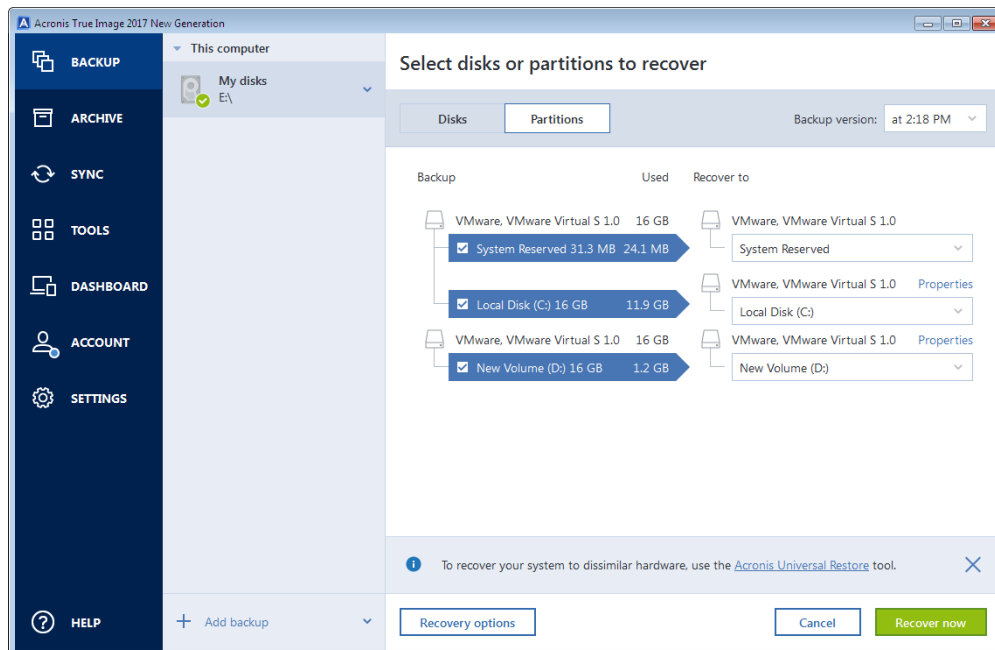 Acronis True Image 2017 New Generation
BACKUP
ARCHIVE
SYNC
TOOLS
DASHBOARD
ACCOUNT
SETTINGS
HELP
This computer
My disks
E:\
Add backup
Select disks or partitions to recover
Disks Partitions Backup version: at 2:18 PM
Backup Used Recover to
VMware, VMware Virtual S 1.0 16 GB VMware, VMware Virtual S 1.0
System Reserved 31.3 MB 24.1 MB System Reserved
VMware, VMware Virtual S 1.0 Properties
Local Disk (C:) 16 GB 11.9 GB Local Disk (C:)
VMware, VMware Virtual S 1.0 16 GB VMware, VMware Virtual S 1.0 Properties
New Volume (D:) 16 GB 1.2 GB New Volume (D:)
To recover your system to dissimilar hardware, use the Acronis Universal Restore tool.
Recovery options Cancel Recover now